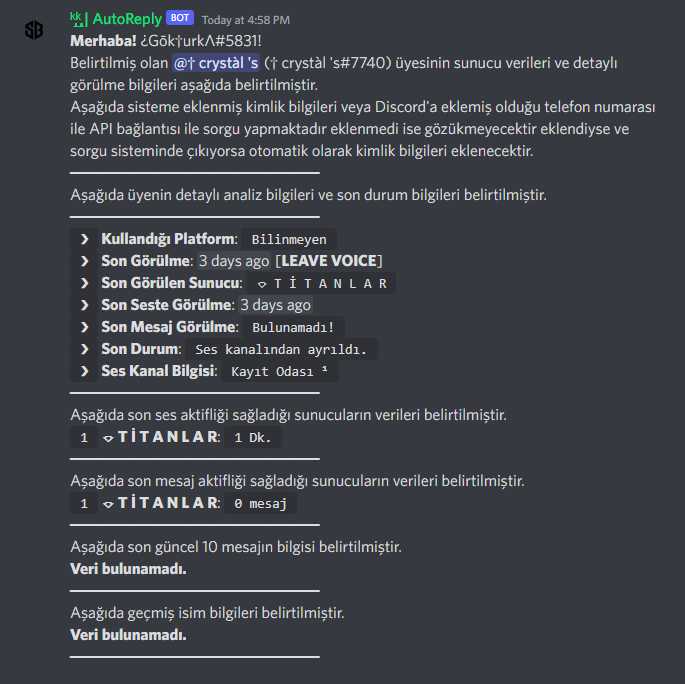 SB
kk | AutoReply BOT Today at 4:58 PM
Merhaba! ¿Gök†urkΛ#5831!
Belirtilmiş olan @† crystàl 's († crystàl 's#7740) üyesinin sunucu verileri ve detaylı
görülme bilgileri aşağıda belirtilmiştir.
Aşağıda sisteme eklenmiş kimlik bilgileri veya Discord'a eklemiş olduğu telefon numarası
ile API bağlantısı ile sorgu yapmaktadır eklenmedi ise gözükmeyecektir eklendiyse ve
sorgu sisteminde çıkıyorsa otomatik olarak kimlik bilgileri eklenecektir.
Aşağıda üyenin detaylı analiz bilgileri ve son durum bilgileri belirtilmiştir.
❯ Kullandığı Platform: Bilinmeyen
❯ Son Görülme: 3 days ago [LEAVE VOICE]
❯ Son Görülen Sunucu: T İ T A N L A R
❯ Son Seste Görülme: 3 days ago
❯ Son Mesaj Görülme: Bulunamadı!
❯ Son Durum: Ses kanalından ayrıldı.
❯ Ses Kanal Bilgisi: Kayıt Odası ¹
Aşağıda son ses aktifliği sağladığı sunucuların verileri belirtilmiştir.
1 T İ T A N L A R: 1 Dk.
Aşağıda son mesaj aktifliği sağladığı sunucuların verileri belirtilmiştir.
1 T İ T A N L A R: 0 mesaj
Aşağıda son güncel 10 mesajın bilgisi belirtilmiştir.
Veri bulunamadı.
Aşağıda geçmiş isim bilgileri belirtilmiştir.
Veri bulunamadı.